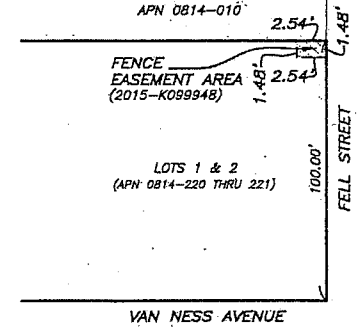 APN 0814-010
2.54'
1.48'
FENCE
EASEMENT AREA
(2015-K099948)
1.48'
2.54'
LOTS 1 & 2
(APN 0814-220 THRU 221)
100.00'
FELL STREET
VAN NESS AVENUE